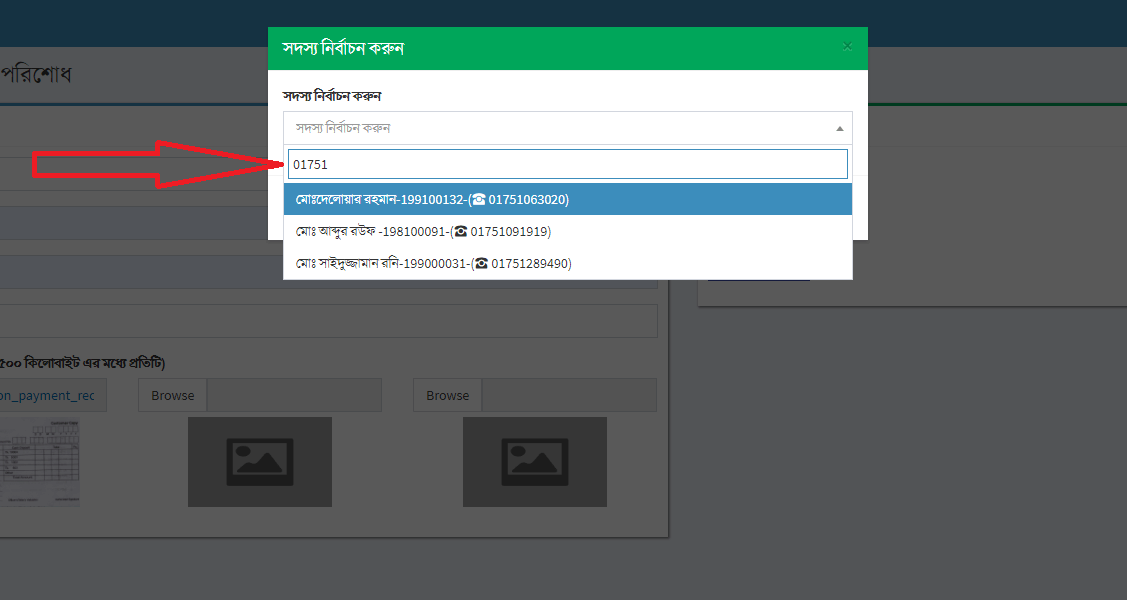 সদস্য নির্বাচন করুন ×
পরিশোধ
সদস্য নির্বাচন করুন
সদস্য নির্বাচন করুন
01751
মোঃদেলোয়ার রহমান-199100132-(☎ 01751063020)
মোঃ আব্দুর রউফ -198100091-(☎ 01751091919)
মোঃ সাইদুজ্জামান রনি-199000031-(☎ 01751289490)
৫০০ কিলোবাইট এর মধ্যে প্রতিটি)
on_payment_rec Browse Browse